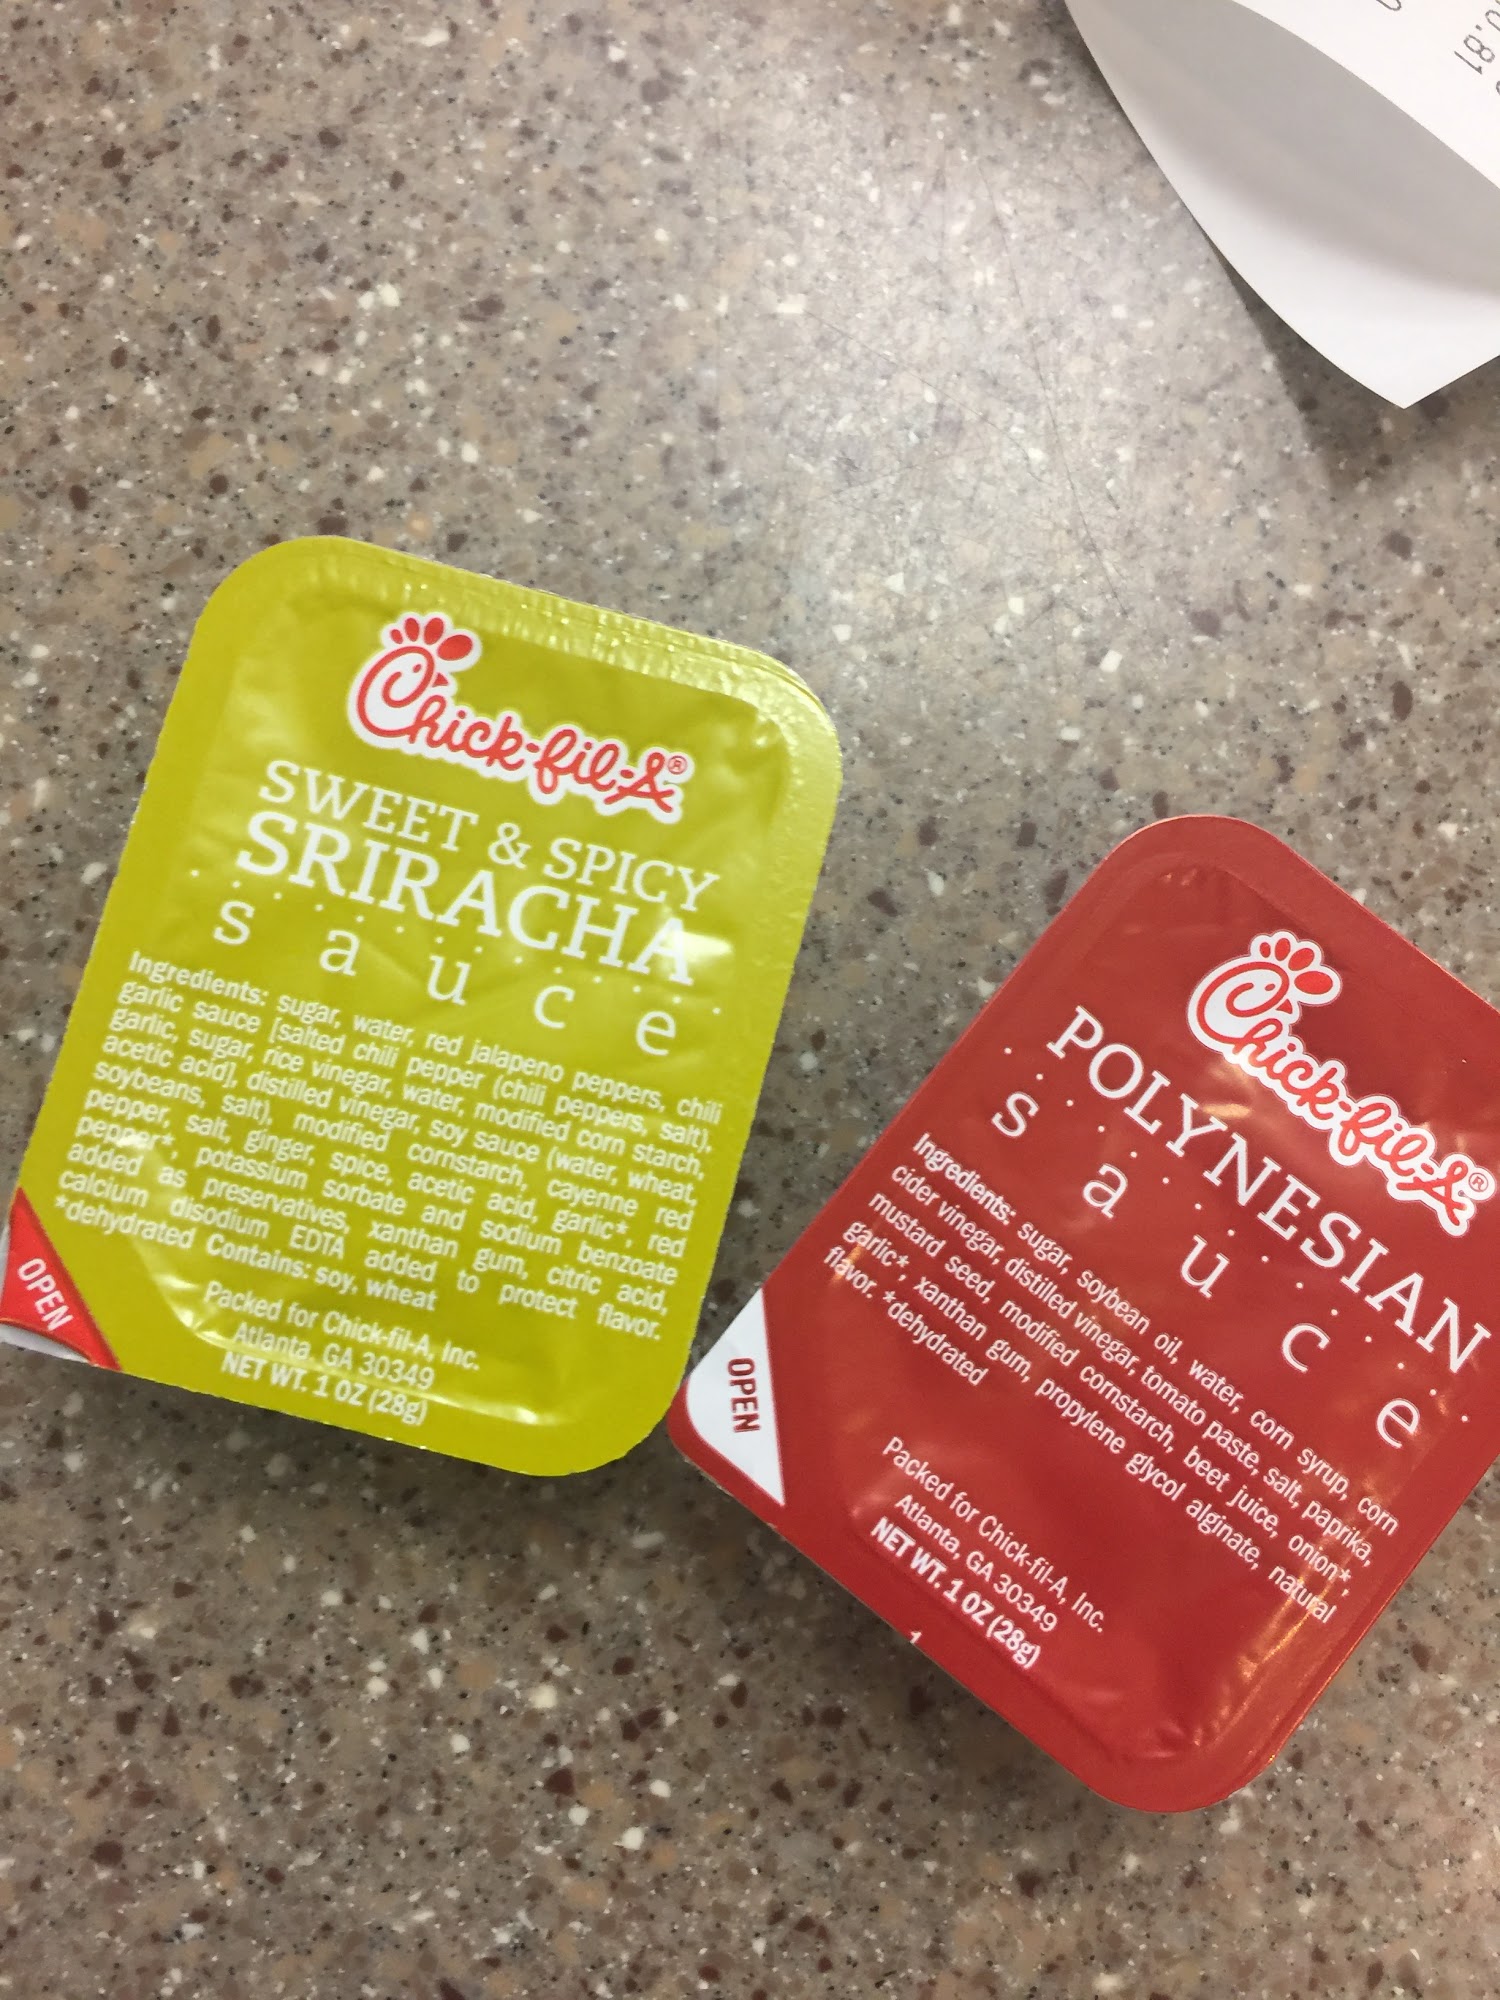 0.81
Chick-fil-A®
SWEET & SPICY
SRIRACHA
sauce
Ingredients: sugar, water, red jalapeno peppers, chili
garlic sauce [salted chili pepper (chili peppers, salt),
garlic, sugar, rice vinegar, water, modified corn starch,
acetic acid], distilled vinegar, soy sauce (water, wheat,
soybeans, salt), modified cornstarch, cayenne red
pepper, salt, ginger, spice, acetic acid, garlic*, red
pepper*, potassium sorbate and sodium benzoate
added as preservatives, xanthan gum, citric acid,
calcium disodium EDTA added to protect flavor.
*dehydrated Contains: soy, wheat
Packed for Chick-fil-A, Inc.
Atlanta, GA 30349
NET WT. 1 OZ (28g)
OPEN
Chick-fil-A®
POLYNESIAN
sauce
Ingredients: sugar, soybean oil, water, corn syrup, corn
cider vinegar, distilled vinegar, tomato paste, salt, paprika,
mustard seed, modified cornstarch, beet juice, onion*,
garlic*, xanthan gum, propylene glycol alginate, natural
flavor. *dehydrated
Packed for Chick-fil-A, Inc.
Atlanta, GA 30349
NET WT. 1 OZ (28g)
OPEN
1